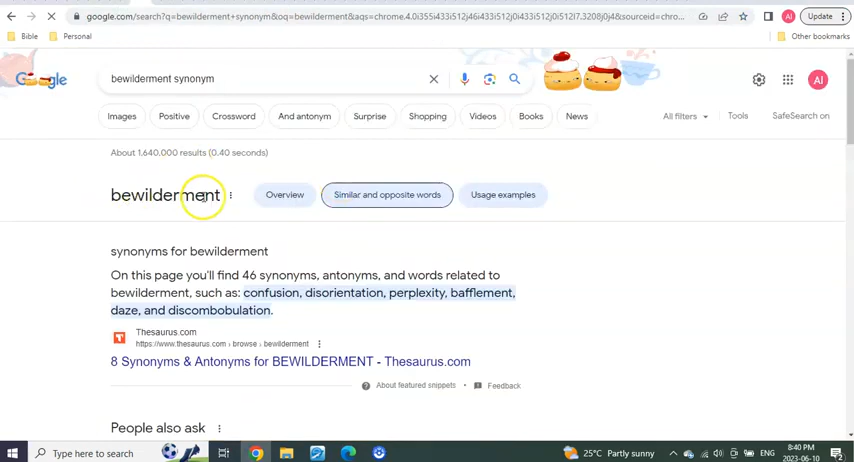 google.com/search?q=bewilderment+synonym&oq=bewilderment&aqs=chrome.4.0i355i433i512j46i433i512j0i433i512j0i512l7.3208j0j4&sourceid=chro...
AI
Update
Bible
Personal
Other bookmarks
Google
bewilderment synonym
AI
Images
Positive
Crossword
And antonym
Surprise
Shopping
Videos
Books
News
All filters
Tools
SafeSearch on
About 1,640,000 results (0.40 seconds)
bewilderment
Overview
Similar and opposite words
Usage examples
synonyms for bewilderment
On this page you'll find 46 synonyms, antonyms, and words related to
bewilderment, such as: confusion, disorientation, perplexity, bafflement,
daze, and discombobulation.
T
Thesaurus.com
https://www.thesaurus.com › browse › bewilderment
8 Synonyms & Antonyms for BEWILDERMENT - Thesaurus.com
About featured snippets
•
Feedback
People also ask
Type here to search
25°C Partly sunny
ENG
8:40 PM
2023-06-10
2